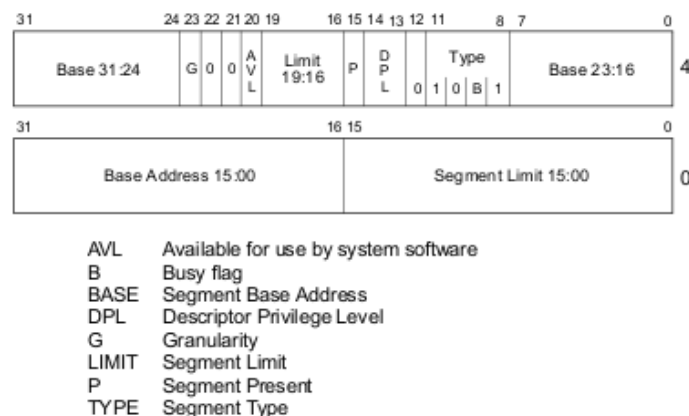 31 24 23 22 21 20 19 16 15 14 13 12 11 8 7 0
Base 31:24 G 0 0 AVL Limit 19:16 P DPL Type 0 1 0 B 1 Base 23:16 4
31 16 15 0
Base Address 15:00 Segment Limit 15:00 0
AVL Available for use by system software
B Busy flag
BASE Segment Base Address
DPL Descriptor Privilege Level
G Granularity
LIMIT Segment Limit
P Segment Present
TYPE Segment Type